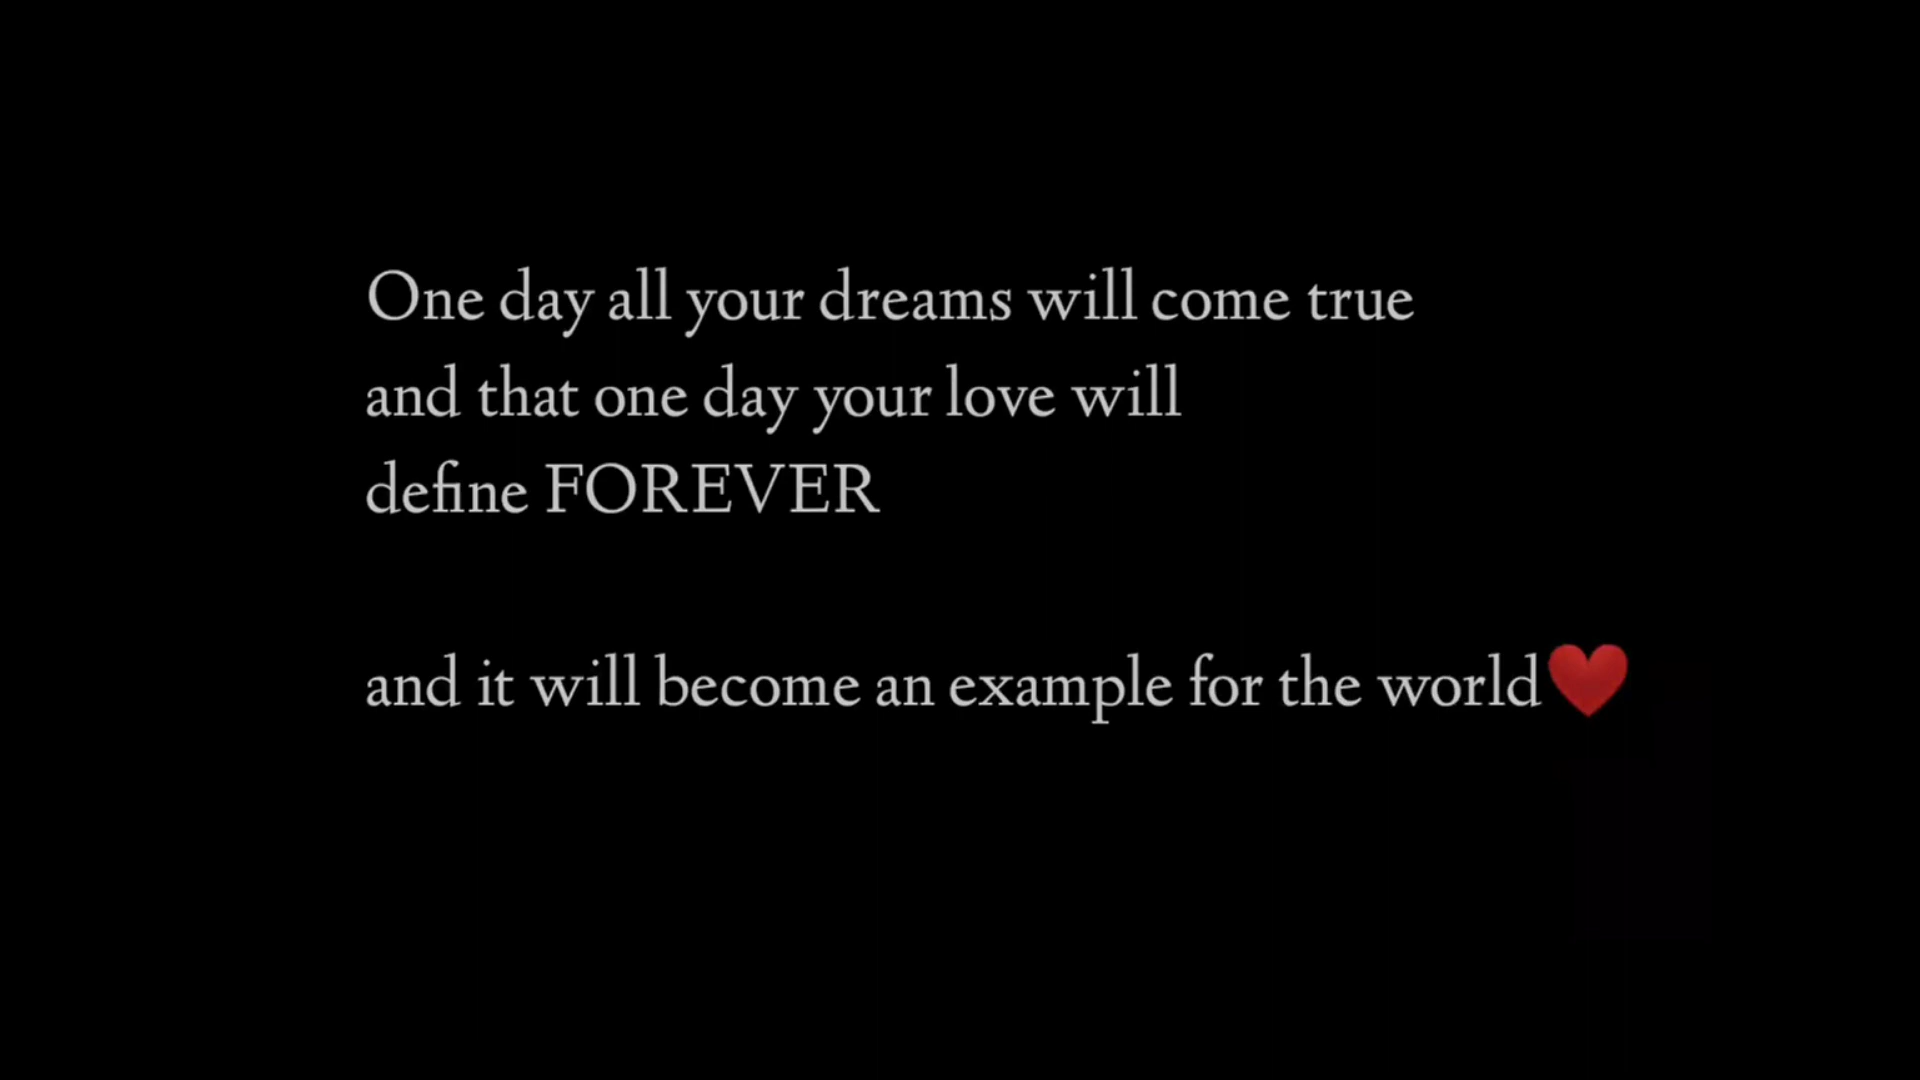 One day all your dreams will come true
and that one day your love will
define FOREVER
and it will become an example for the world❤️